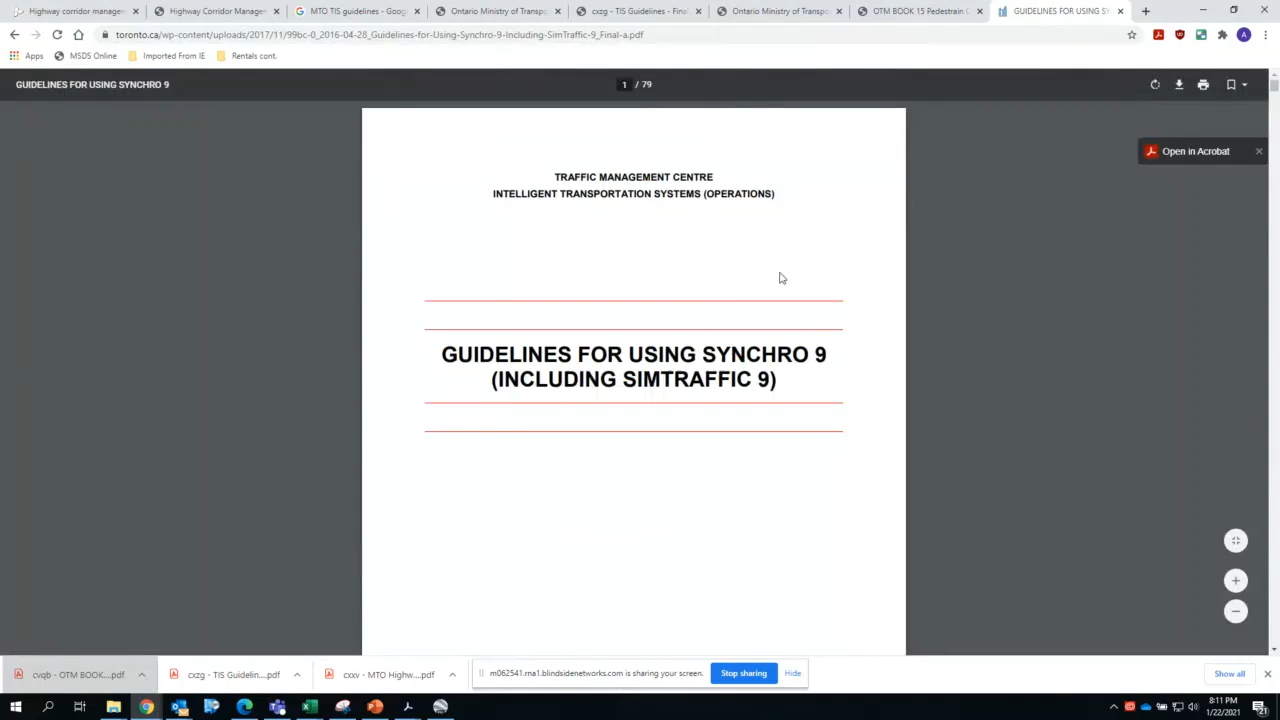 Highway corridor managem
Highway Corridor Manage
MTO TIS guidelines - Goog
Ontario Ministry of Transpo
cxzg - TIS Guidelines - Fina
Ontario Ministry of Transpo
OTM BOOK 15 Pedestrain C
GUIDELINES FOR USING SY
toronto.ca/wp-content/uploads/2017/11/99bc-0_2016-04-28_Guidelines-for-Using-Synchro-9-Including-SimTraffic-9_Final-a.pdf
A
Apps
MSDS Online
Imported From IE
Rentals cont.
GUIDELINES FOR USING SYNCHRO 9
1 / 79
Open in Acrobat
TRAFFIC MANAGEMENT CENTRE
INTELLIGENT TRANSPORTATION SYSTEMS (OPERATIONS)
GUIDELINES FOR USING SYNCHRO 9
(INCLUDING SIMTRAFFIC 9)
cvqb - OTM BOOK....pdf
cxzg - TIS Guidelin....pdf
cxxv - MTO Highw....pdf
m062541.rna1.blindsidenetworks.com is sharing your screen.
Stop sharing
Hide
Show all
8:11 PM
1/22/2021
21